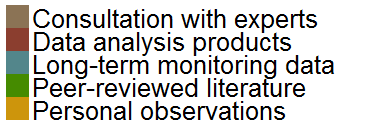 Consultation with experts
Data analysis products
Long-term monitoring data
Peer-reviewed literature
Personal observations